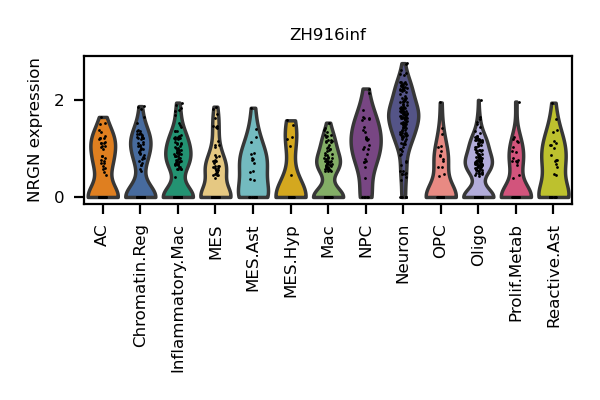 ZH916inf
NRGN expression
2
0
AC
Chromatin.Reg
Inflammatory.Mac
MES
MES.Ast
MES.Hyp
Mac
NPC
Neuron
OPC
Oligo
Prolif.Metab
Reactive.Ast